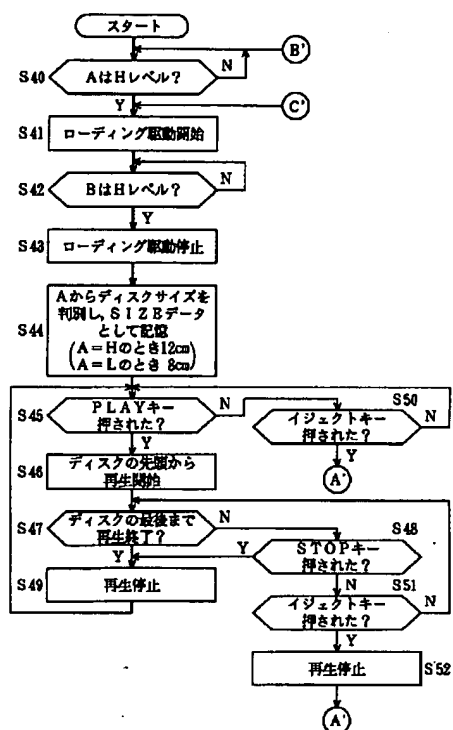 スタート
B'
S40
AはHレベル?
N
Y
C'
S41
ローディング駆動開始
S42
BはHレベル?
N
Y
S43
ローディング駆動停止
S44
Aからディスクサイズを
判別し,SIZEデータ
として記憶
(A=Hのとき12cm)
(A=Lのとき 8cm)
S45
PLAYキー
押された?
N
Y
S50
イジェクトキー
押された?
N
Y
A'
S46
ディスクの先頭から
再生開始
S47
ディスクの最後まで
再生終了?
N
Y
S48
STOPキー
押された?
Y
N
S49
再生停止
S51
イジェクトキー
押された?
N
Y
再生停止
S52
A'